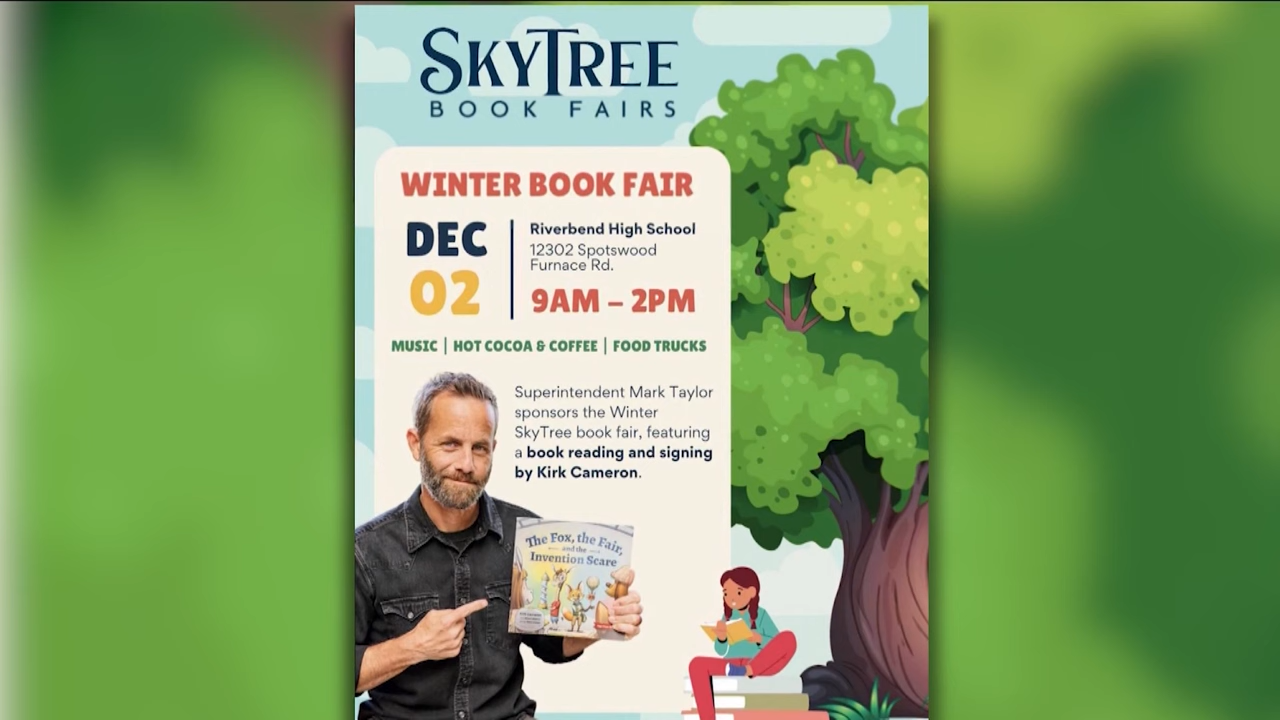 SKYTREE
BOOK FAIRS
WINTER BOOK FAIR
DEC
02
Riverbend High School
12302 Spotswood
Furnace Rd.
9AM – 2PM
MUSIC | HOT COCOA & COFFEE | FOOD TRUCKS
Superintendent Mark Taylor
sponsors the Winter
SkyTree book fair, featuring
a book reading and signing
by Kirk Cameron.
The Fox, the Fair,
and the
Invention Scare